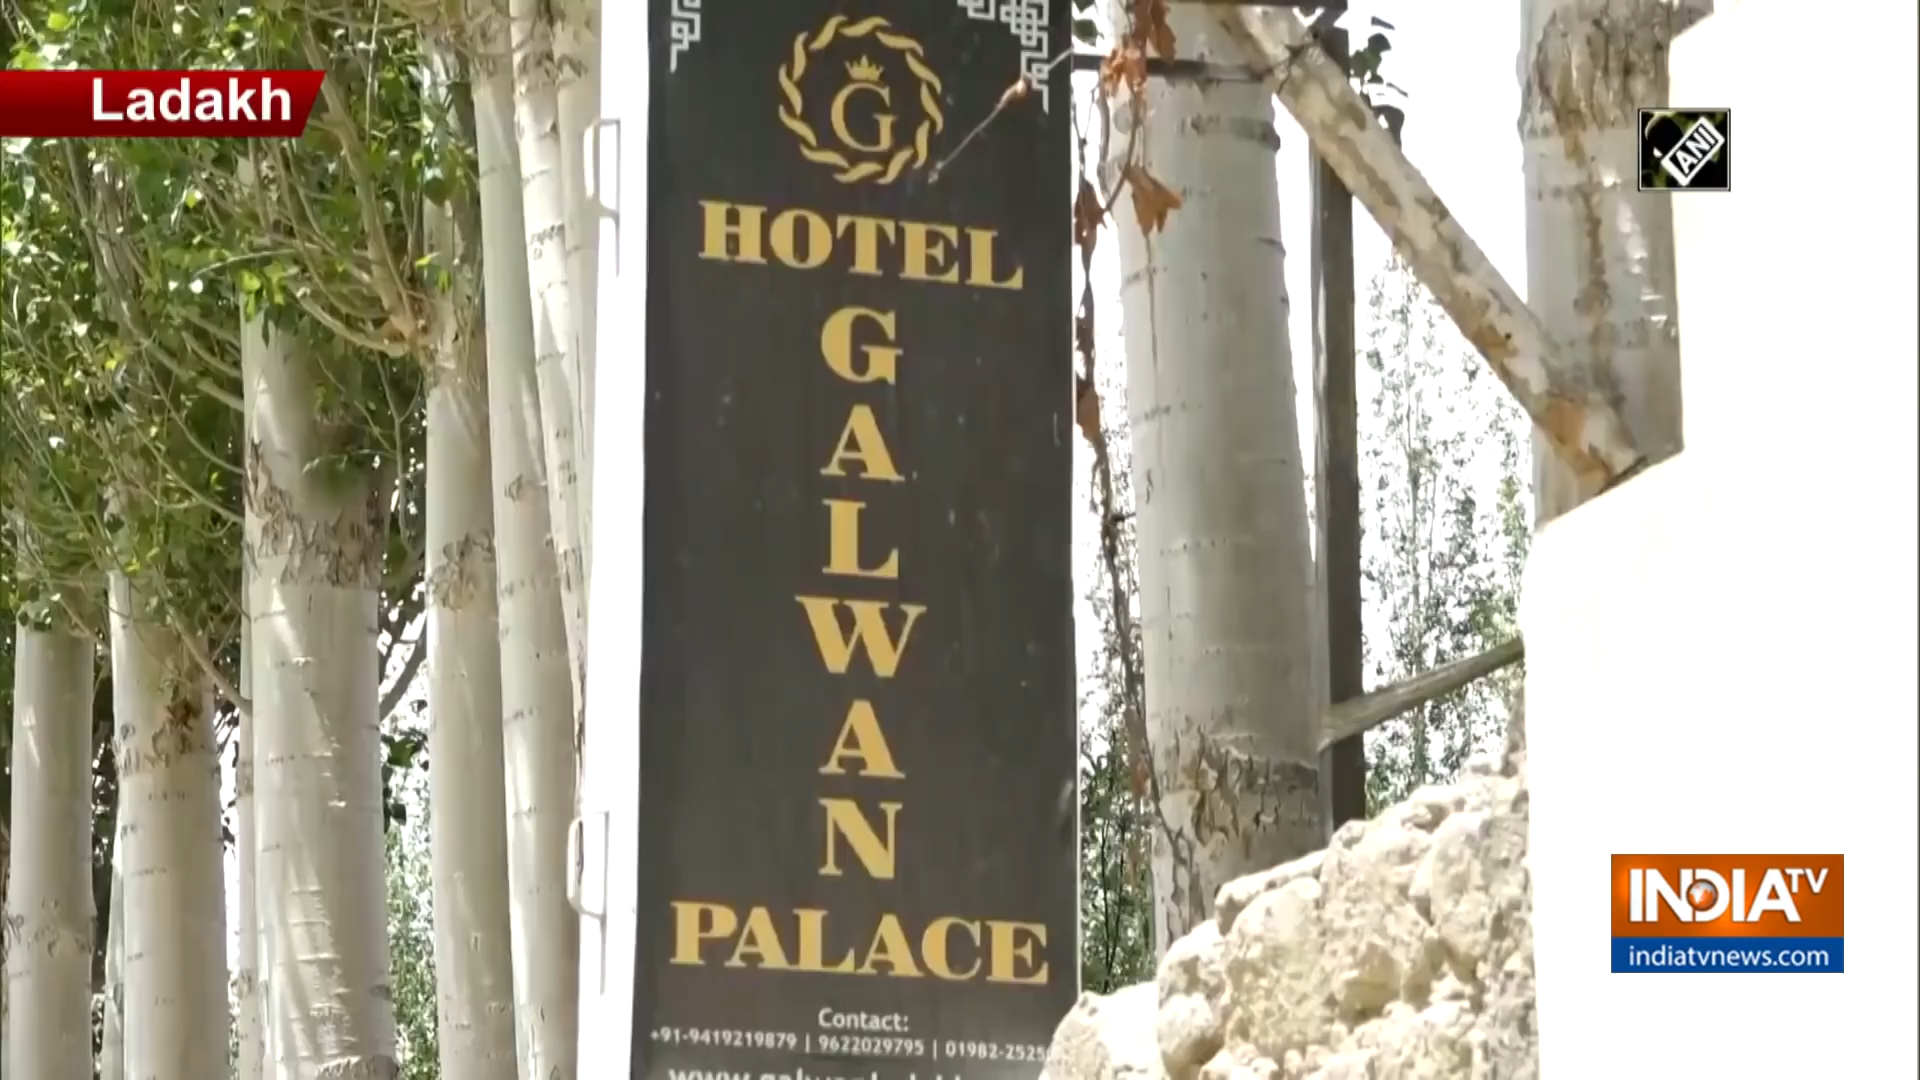 Ladakh
ANI
G
HOTEL
GALWAN
PALACE
Contact:
+91-9419219879 | 9622029795 | 01982-2525
INDIA TV
indiatvnews.com